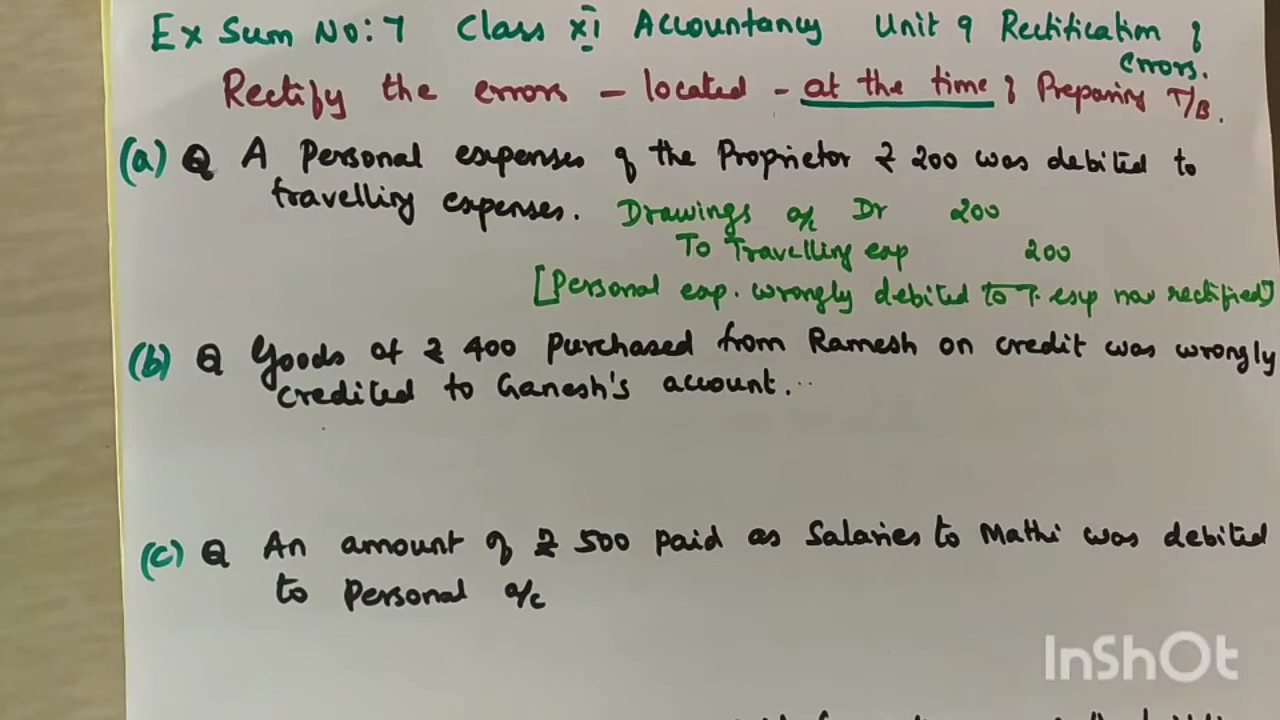 Ex Sum No:7 Class XI Accountancy Unit 9 Rectification of
Errors.
Rectify the errors – located – at the time of Preparing T/B.
(a) Q A Personal expenses of the Proprietor ₹ 200 was debited to
travelling expenses. Drawings a/c Dr 200
To Travelling exp 200
[Personal exp. wrongly debited to T. exp now rectified]
(b) Q Goods of ₹ 400 purchased from Ramesh on credit was wrongly
credited to Ganesh's account...
(c) Q An amount of ₹ 500 paid as Salaries to Mathi was debited
to personal a/c
InShOt